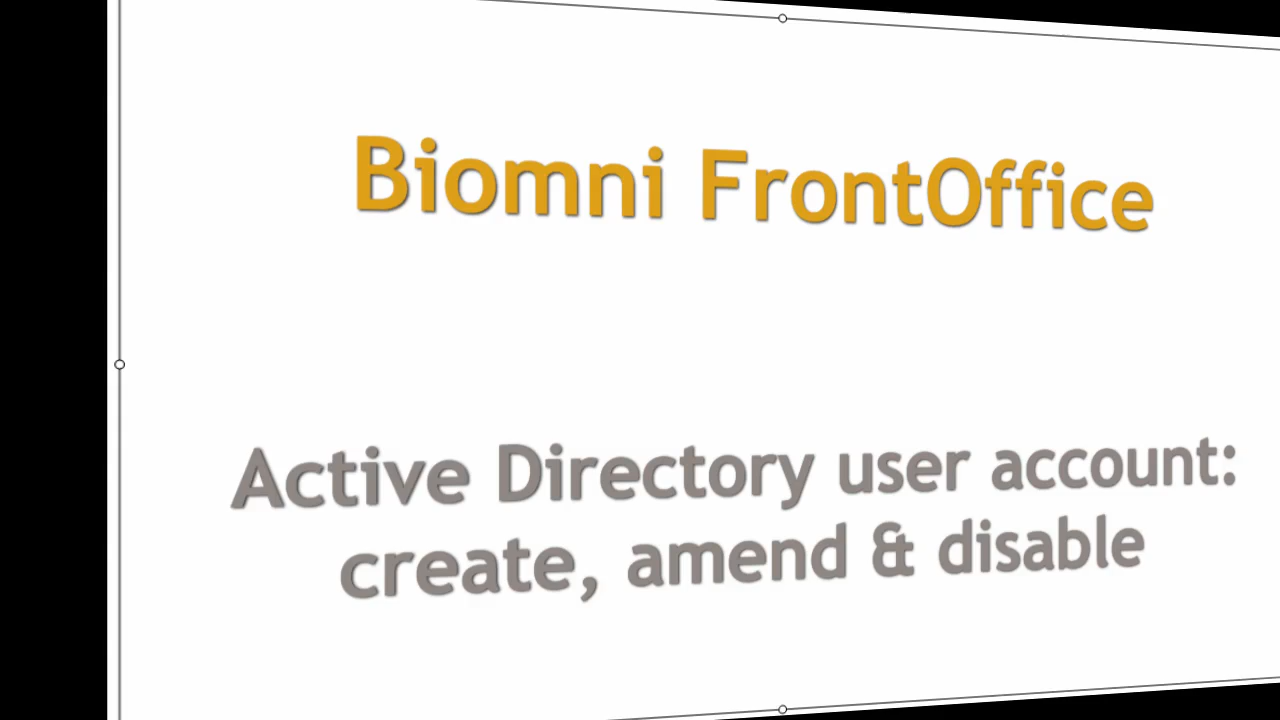 Biomni FrontOffice
Active Directory user account:
create, amend & disable